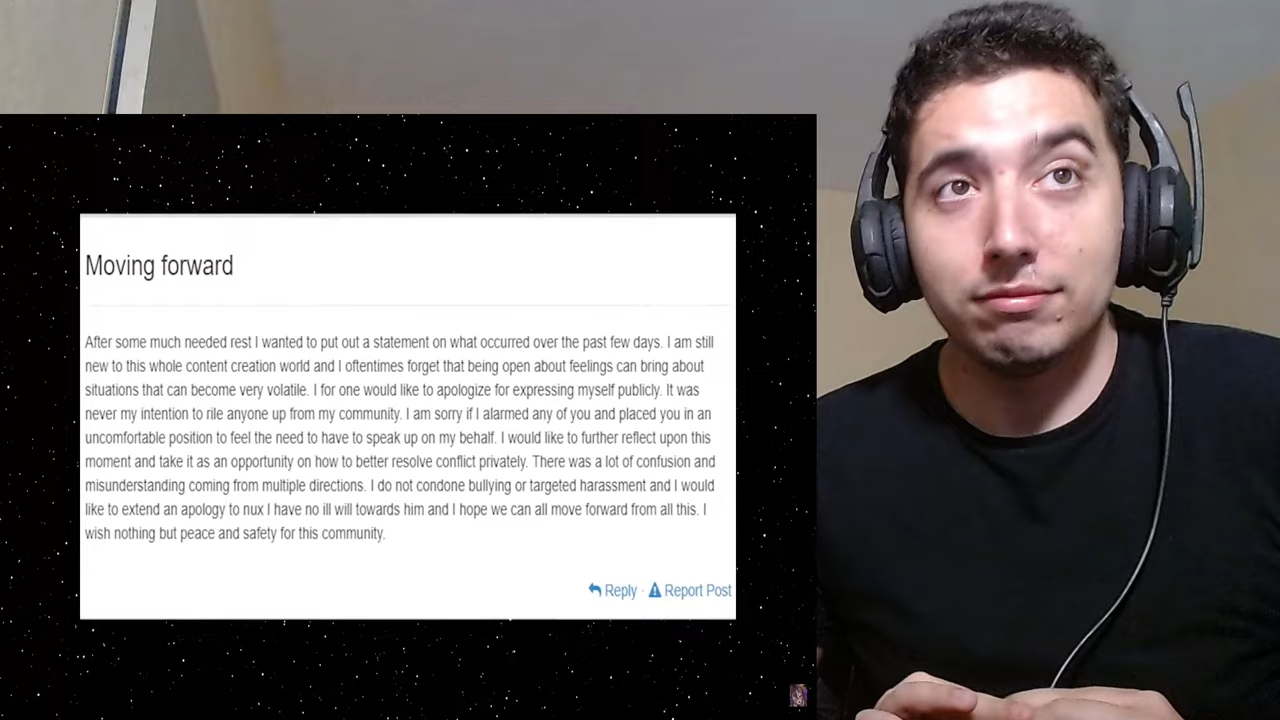 Moving forward
After some much needed rest I wanted to put out a statement on what occurred over the past few days. I am still
new to this whole content creation world and I oftentimes forget that being open about feelings can bring about
situations that can become very volatile. I for one would like to apologize for expressing myself publicly. It was
never my intention to rile anyone up from my community. I am sorry if I alarmed any of you and placed you in an
uncomfortable position to feel the need to have to speak up on my behalf. I would like to further reflect upon this
moment and take it as an opportunity on how to better resolve conflict privately. There was a lot of confusion and
misunderstanding coming from multiple directions. I do not condone bullying or targeted harassment and I would
like to extend an apology to nux I have no ill will towards him and I hope we can all move forward from all this. I
wish nothing but peace and safety for this community.
Reply · Report Post